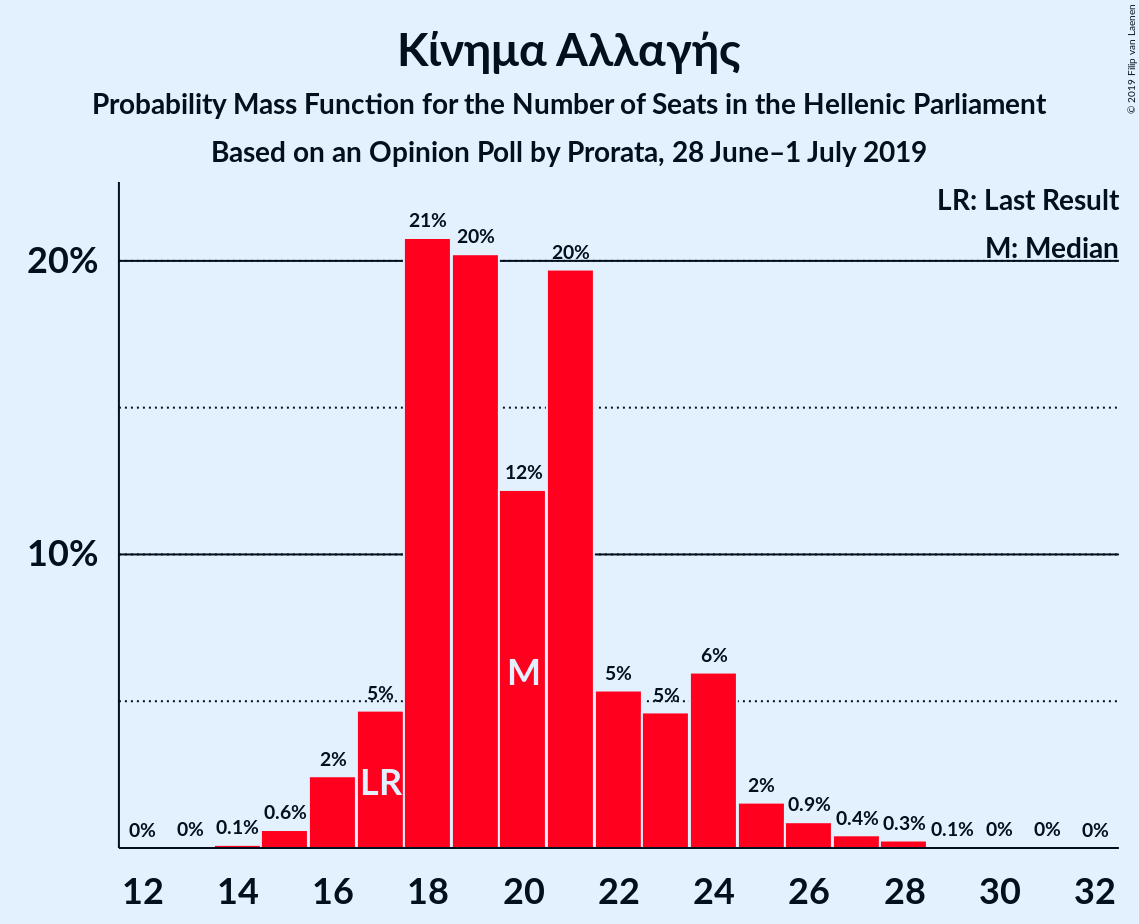 Κίνημα Αλλαγής
Probability Mass Function for the Number of Seats in the Hellenic Parliament
Based on an Opinion Poll by Prorata, 28 June–1 July 2019
© 2019 Filip van Laenen
LR: Last Result
M: Median
20%
10%
0% 0% 0.1% 0.6% 2% 5% 21% 20% 12% 20% 5% 5% 6% 2% 0.9% 0.4% 0.3% 0.1% 0% 0% 0%
LR
M
12 14 16 18 20 22 24 26 28 30 32